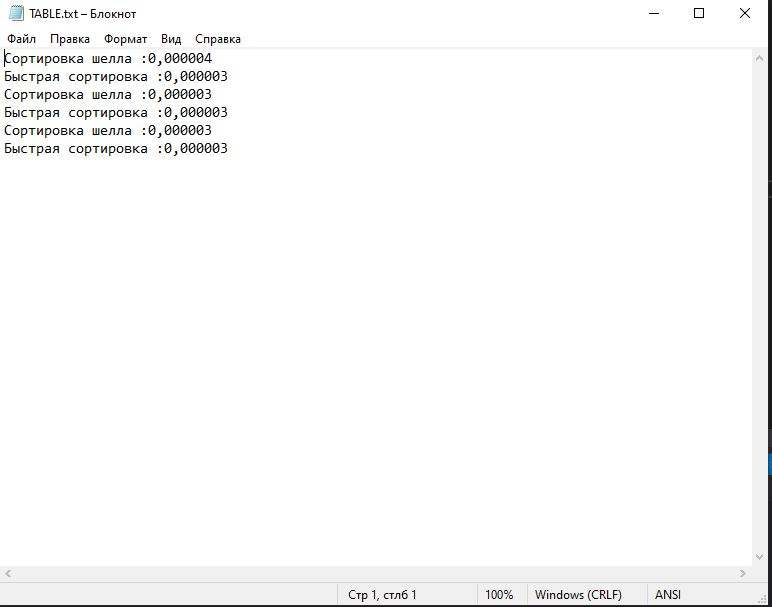 TABLE.txt – Блокнот
Файл Правка Формат Вид Справка
Сортировка шелла :0,000004
Быстрая сортировка :0,000003
Сортировка шелла :0,000003
Быстрая сортировка :0,000003
Сортировка шелла :0,000003
Быстрая сортировка :0,000003
Стр 1, стлб 1 100% Windows (CRLF) ANSI